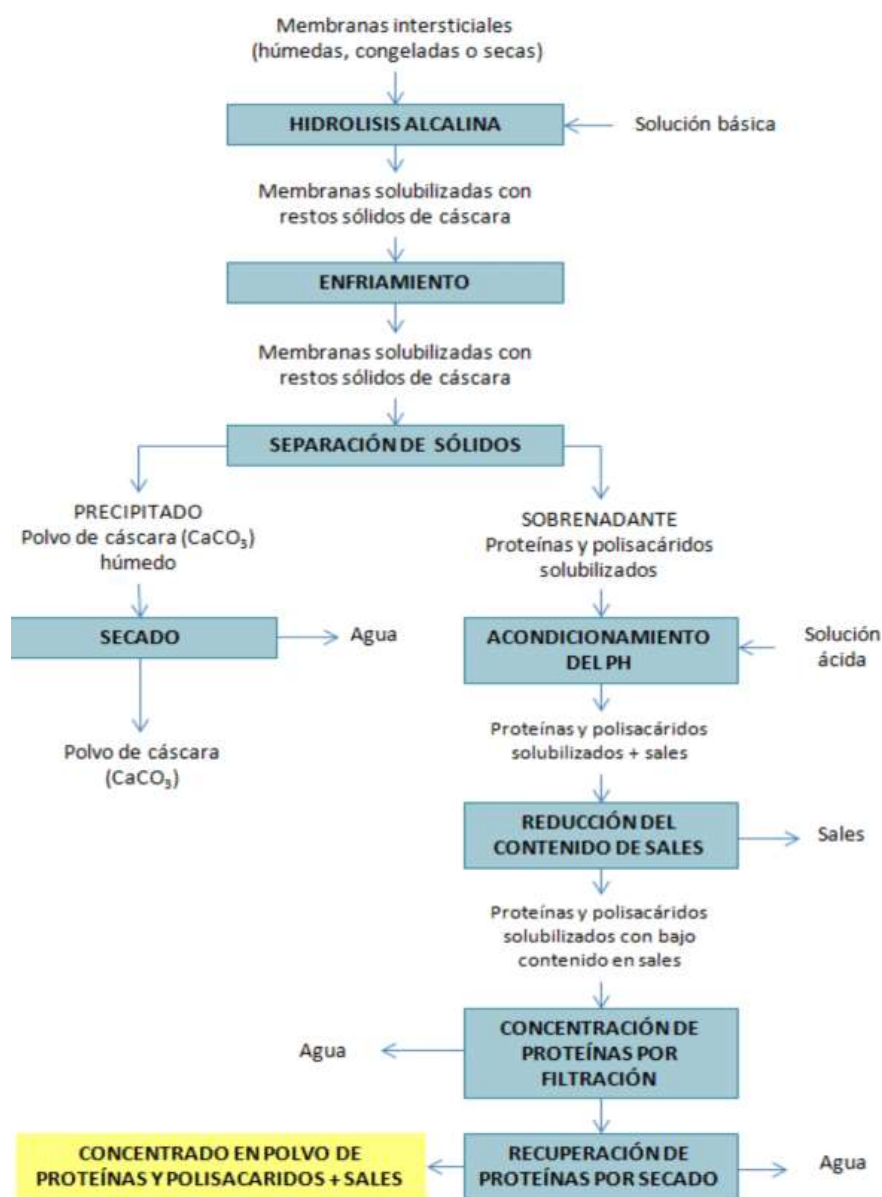 Membranas intersticiales
(húmedas, congeladas o secas)
HIDROLISIS ALCALINA
Solución básica
Membranas solubilizadas con
restos sólidos de cáscara
ENFRIAMIENTO
Membranas solubilizadas con
restos sólidos de cáscara
SEPARACIÓN DE SÓLIDOS
PRECIPITADO
Polvo de cáscara (CaCO₃)
húmedo
SECADO
Agua
Polvo de cáscara
(CaCO₃)
SOBRENADANTE
Proteínas y polisacáridos
solubilizados
ACONDICIONAMIENTO
DEL PH
Solución
ácida
Proteínas y polisacáridos
solubilizados + sales
REDUCCIÓN DEL
CONTENIDO DE SALES
Sales
Proteínas y polisacáridos
solubilizados con bajo
contenido en sales
CONCENTRACIÓN DE
PROTEÍNAS POR
FILTRACIÓN
Agua
RECUPERACIÓN DE
PROTEÍNAS POR SECADO
Agua
CONCENTRADO EN POLVO DE
PROTEÍNAS Y POLISACARIDOS + SALES